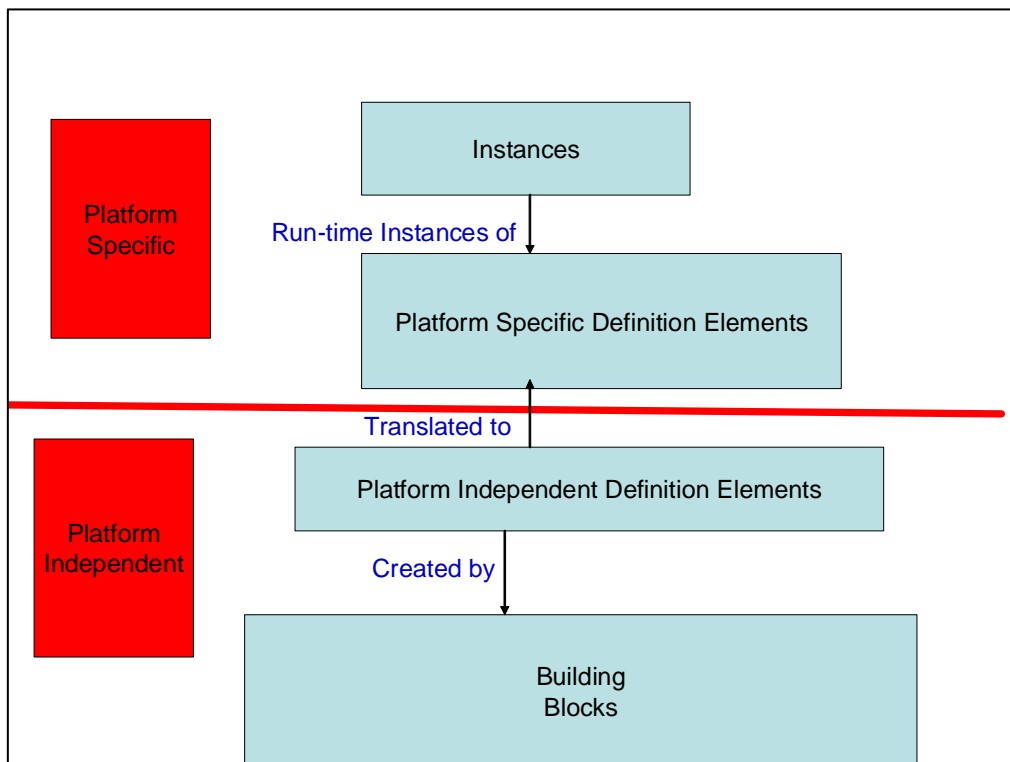 Instances
Platform
Specific
Run-time Instances of
Platform Specific Definition Elements
Translated to
Platform Independent Definition Elements
Platform
Independent
Created by
Building
Blocks